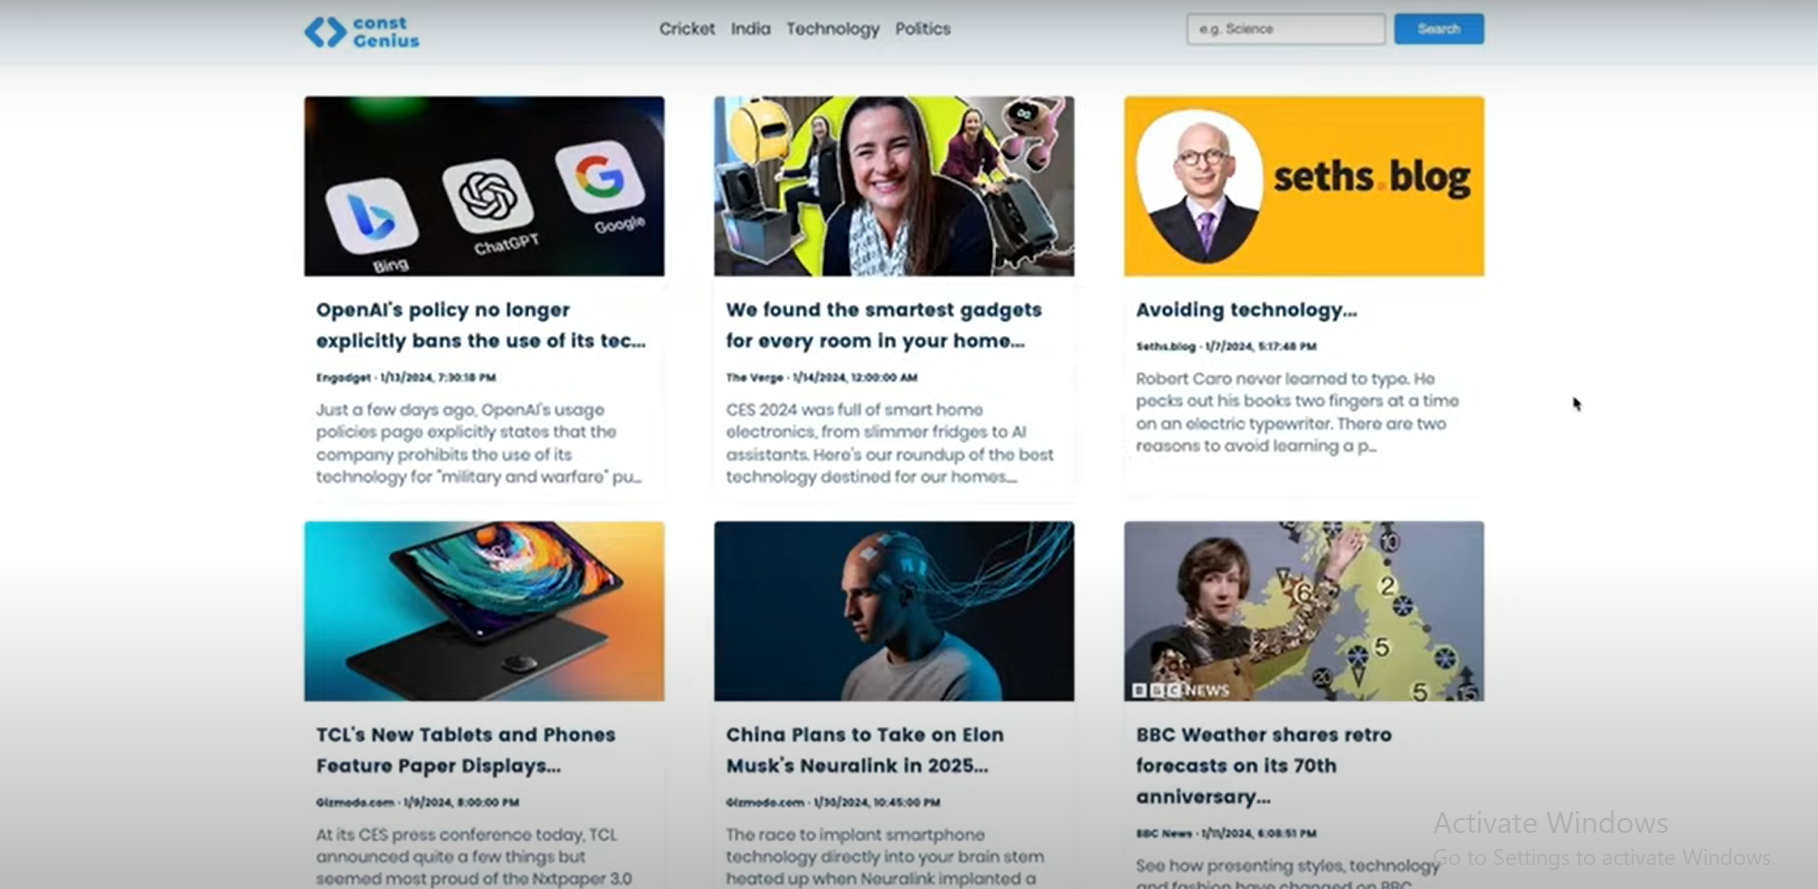 const
Genius
Cricket India Technology Politics
e.g. Science
Search
Bing
ChatGPT
Google
seths.blog
OpenAI's policy no longer
explicitly bans the use of its tec...
Engadget · 1/13/2024, 7:30:18 PM
Just a few days ago, OpenAI's usage
policies page explicitly states that the
company prohibits the use of its
technology for "military and warfare" pu...
We found the smartest gadgets
for every room in your home...
The Verge · 1/14/2024, 12:00:00 AM
CES 2024 was full of smart home
electronics, from slimmer fridges to AI
assistants. Here's our roundup of the best
technology destined for our homes....
Avoiding technology...
Seths.blog · 1/7/2024, 5:17:48 PM
Robert Caro never learned to type. He
pecks out his books two fingers at a time
on an electric typewriter. There are two
reasons to avoid learning a p...
10
6
2
5
20
5
15
BBC NEWS
TCL's New Tablets and Phones
Feature Paper Displays...
Gizmodo.com · 1/9/2024, 8:00:00 PM
At its CES press conference today, TCL
announced quite a few things but
seemed most proud of the Nxtpaper 3.0
China Plans to Take on Elon
Musk's Neuralink in 2025...
Gizmodo.com · 1/30/2024, 10:45:00 PM
The race to implant smartphone
technology directly into your brain stem
heated up when Neuralink implanted a
BBC Weather shares retro
forecasts on its 70th
anniversary...
BBC News · 1/11/2024, 6:08:51 PM
See how presenting styles, technology
and fashion have changed on BBC
Activate Windows
Go to Settings to activate Windows.